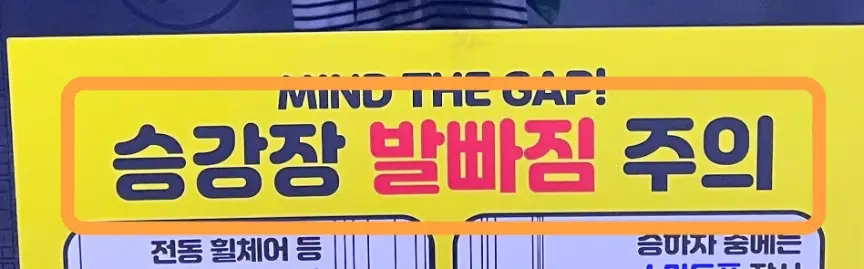 MIND THE GAP!
승강장 발빠짐 주의
전동 휠체어 등
승하차 중에는